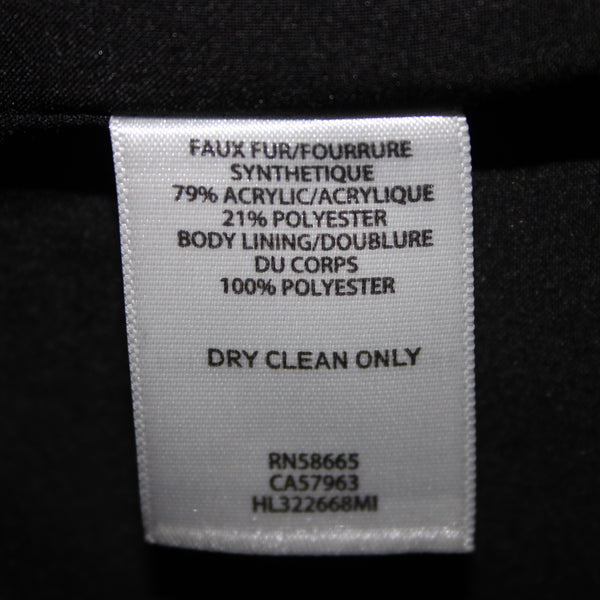 FAUX FUR/FOURRURE
SYNTHETIQUE
79% ACRYLIC/ACRYLIQUE
21% POLYESTER
BODY LINING/DOUBLURE
DU CORPS
100% POLYESTER
DRY CLEAN ONLY
RN58665
CA57963
HL322668MI